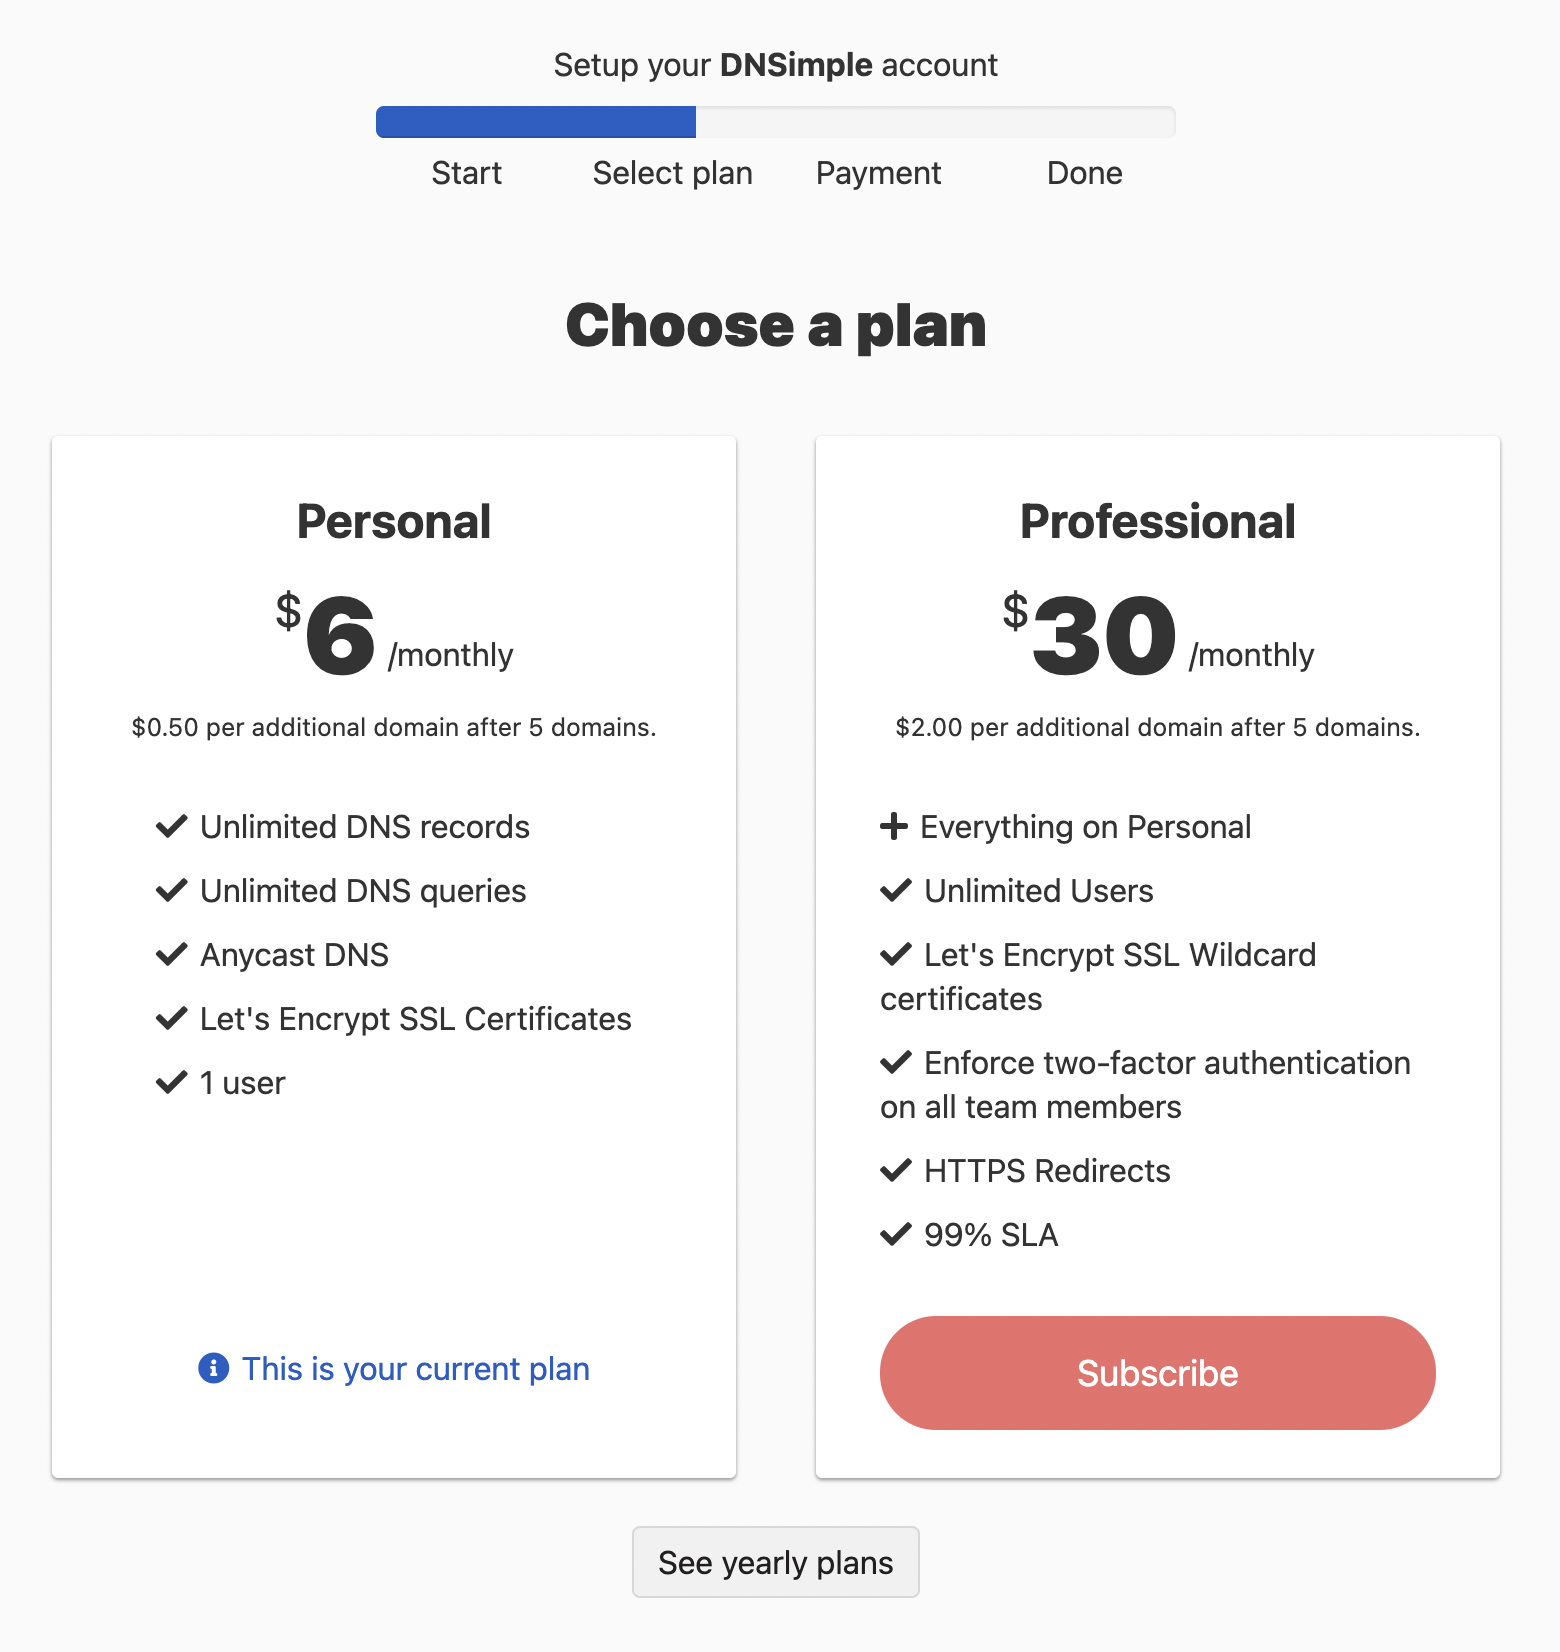 Setup your DNSimple account
Start Select plan Payment Done
Choose a plan
Personal
$6 /monthly
$0.50 per additional domain after 5 domains.
Unlimited DNS records
Unlimited DNS queries
Anycast DNS
Let's Encrypt SSL Certificates
1 user
This is your current plan
Professional
$30 /monthly
$2.00 per additional domain after 5 domains.
Everything on Personal
Unlimited Users
Let's Encrypt SSL Wildcard
certificates
Enforce two-factor authentication
on all team members
HTTPS Redirects
99% SLA
Subscribe
See yearly plans